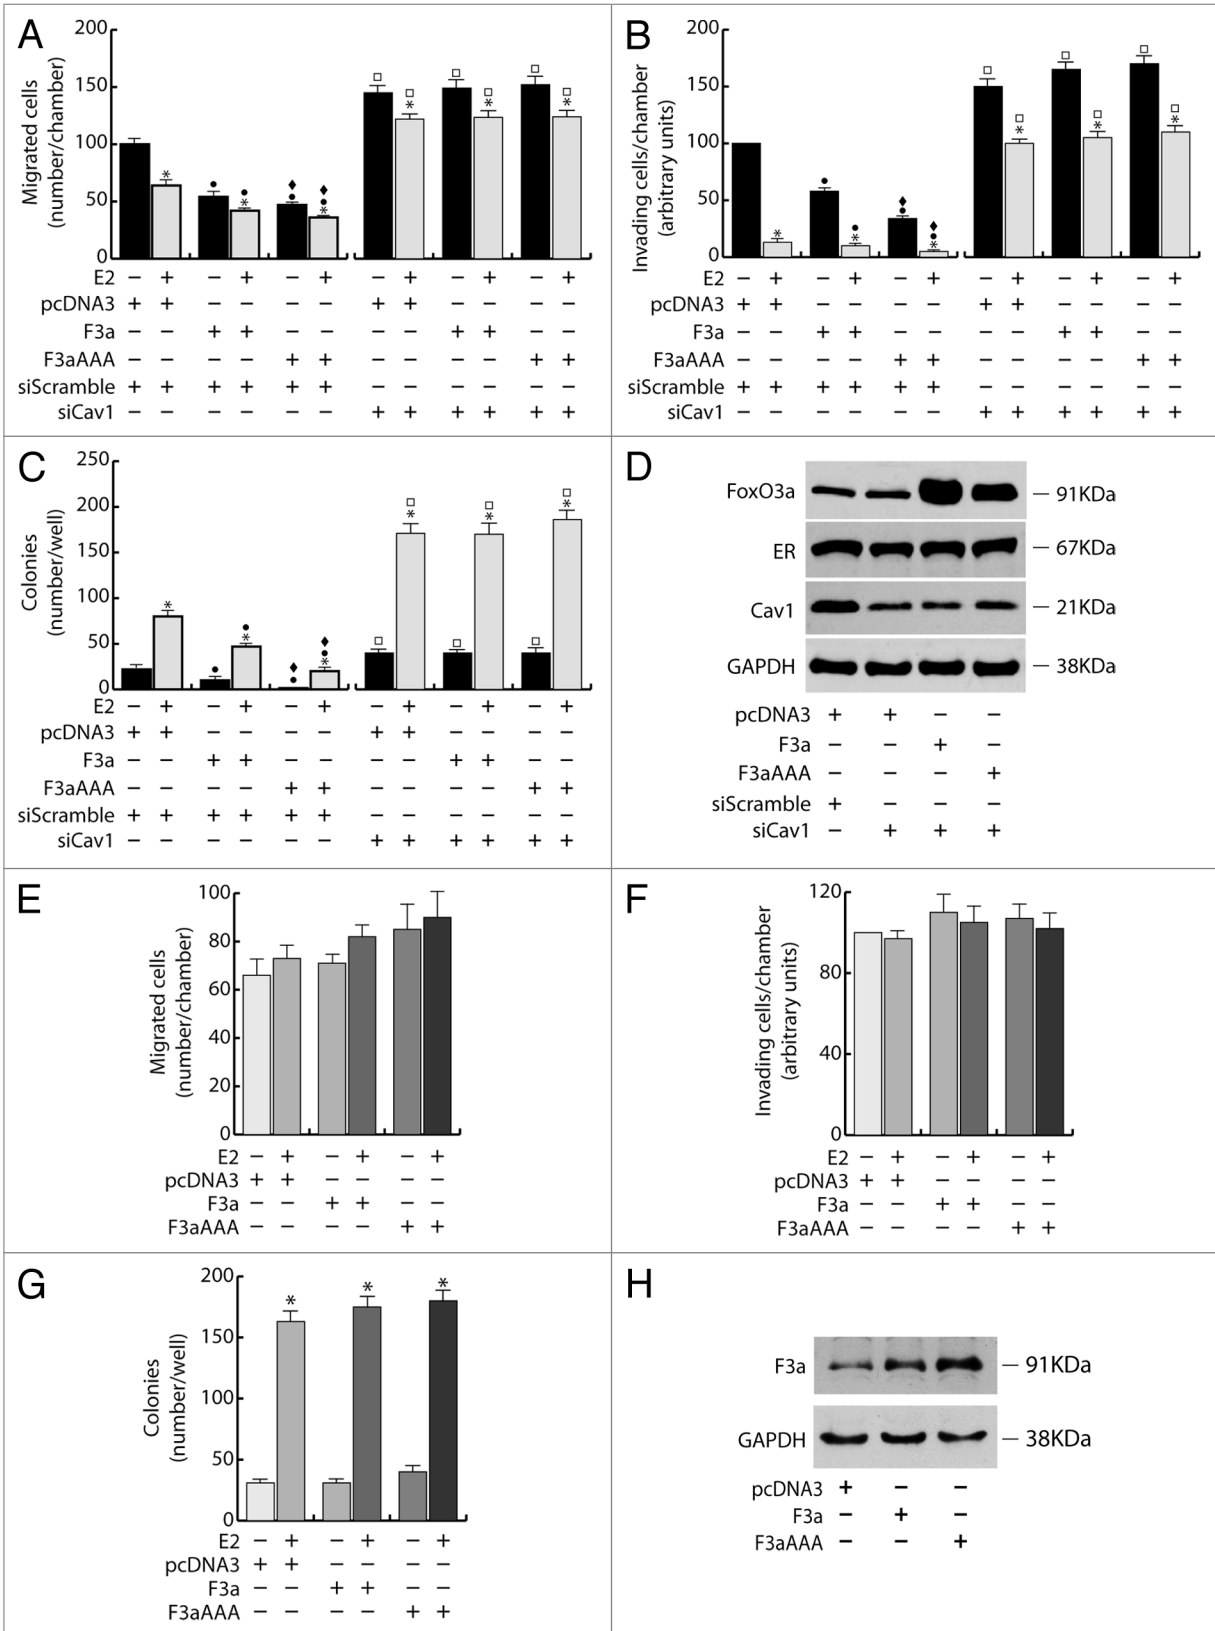 A
Migrated cells
(number/chamber)
200
150
100
50
0
* • • * ♦ • ♦ • * □ □ * □ □ * □ □ *
E2 − + − + − + − + − + − +
pcDNA3 + + − − − − + + − − − −
F3a − − + + − − − − + + − −
F3aAAA − − − − + + − − − − + +
siScramble + + + + + + − − − − − −
siCav1 − − − − − − + + + + + +
B
Invading cells/chamber
(arbitrary units)
200
150
100
50
0
* • • * ♦ • ♦ • * □ □ * □ □ * □ □ *
E2 − + − + − + − + − + − +
pcDNA3 + + − − − − + + − − − −
F3a − − + + − − − − + + − −
F3aAAA − − − − + + − − − − + +
siScramble + + + + + + − − − − − −
siCav1 − − − − − − + + + + + +
C
Colonies
(number/well)
250
200
150
100
50
0
* • • * ♦ • ♦ • * □ □ * □ □ * □ □ *
E2 − + − + − + − + − + − +
pcDNA3 + + − − − − + + − − − −
F3a − − + + − − − − + + − −
F3aAAA − − − − + + − − − − + +
siScramble + + + + + + − − − − − −
siCav1 − − − − − − + + + + + +
D
FoxO3a — 91KDa
ER — 67KDa
Cav1 — 21KDa
GAPDH — 38KDa
pcDNA3 + + − −
F3a − − + −
F3aAAA − − − +
siScramble + − − −
siCav1 − + + +
E
Migrated cells
(number/chamber)
100
80
60
40
20
0
E2 − + − + − +
pcDNA3 + + − − − −
F3a − − + + − −
F3aAAA − − − − + +
F
Invading cells/chamber
(arbitrary units)
120
80
40
0
E2 − + − + − +
pcDNA3 + + − − − −
F3a − − + + − −
F3aAAA − − − − + +
G
Colonies
(number/well)
200
150
100
50
0
* * *
E2 − + − + − +
pcDNA3 + + − − − −
F3a − − + + − −
F3aAAA − − − − + +
H
F3a — 91KDa
GAPDH — 38KDa
pcDNA3 + − −
F3a − + −
F3aAAA − − +